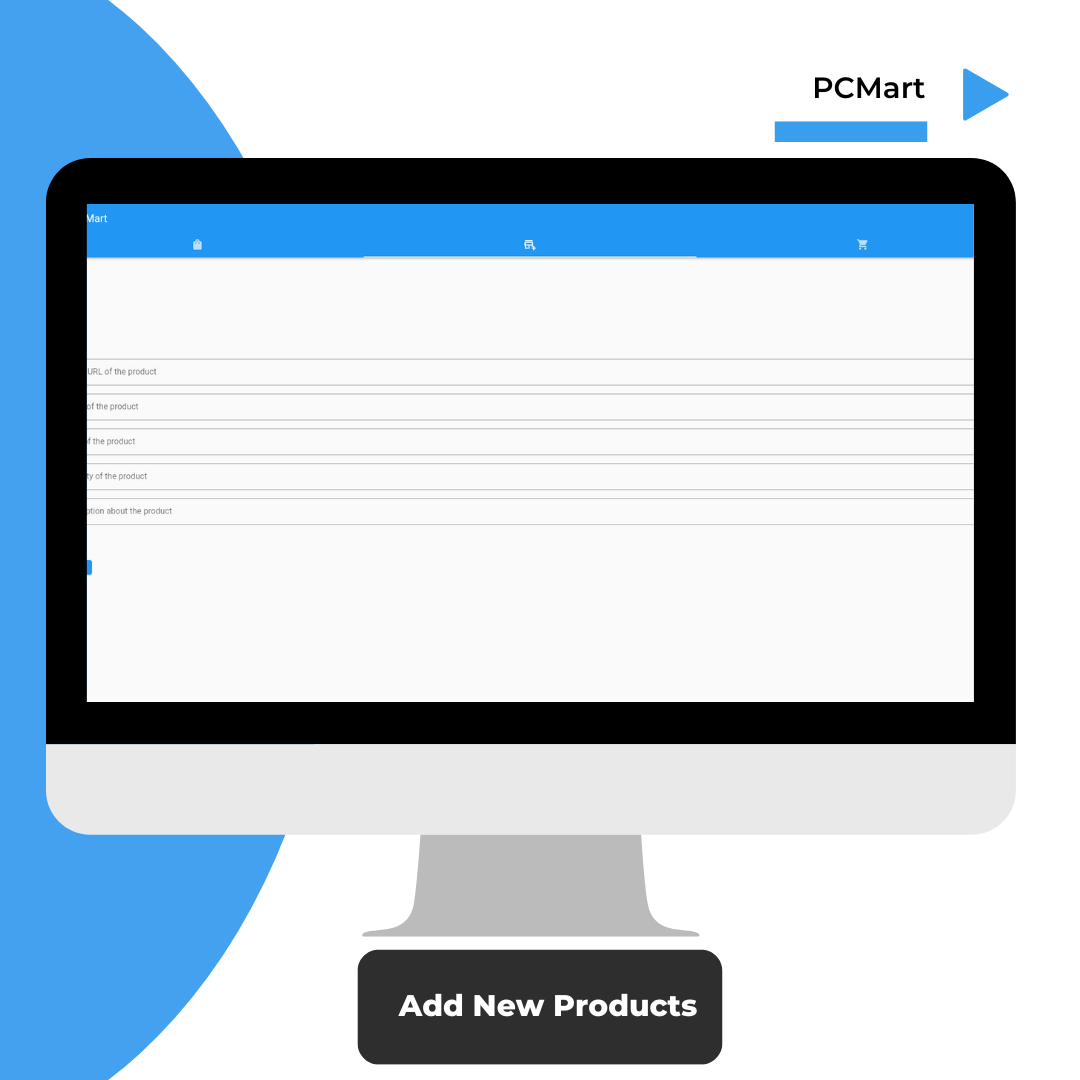 PCMart
Mart
URL of the product
of the product
of the product
ty of the product
ption about the product
Add New Products